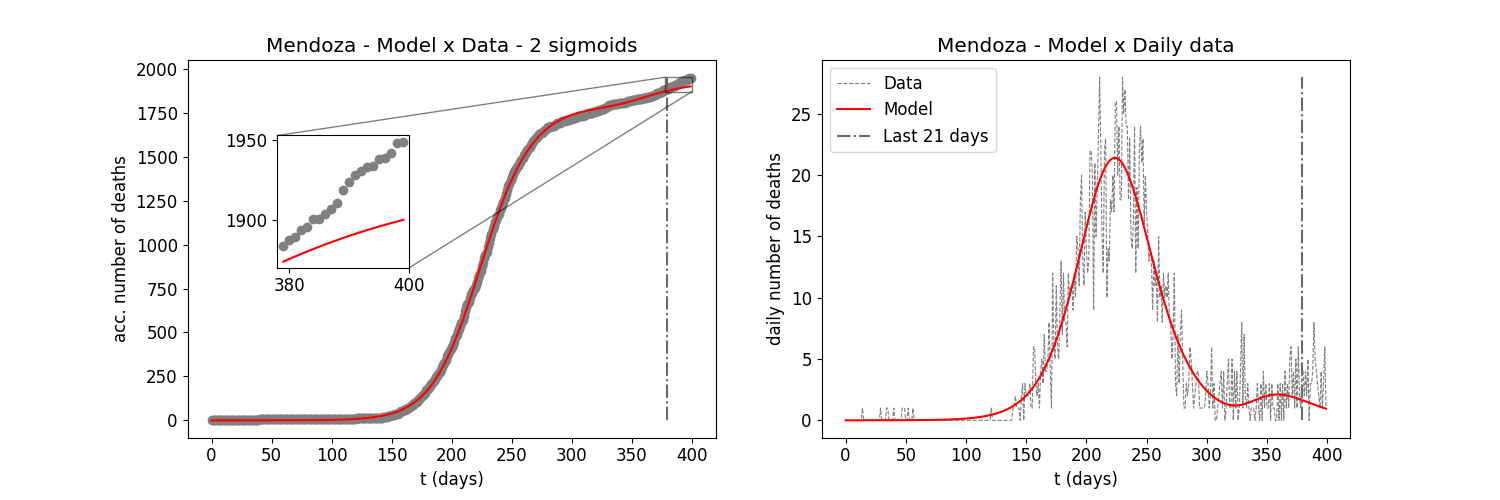 Mendoza - Model x Data - 2 sigmoids
acc. number of deaths
2000
1750
1500
1250
1000
750
500
250
0
1950
1900
380 400
0 50 100 150 200 250 300 350 400
t (days)
Mendoza - Model x Daily data
daily number of deaths
Data
Model
Last 21 days
25
20
15
10
5
0
0 50 100 150 200 250 300 350 400
t (days)